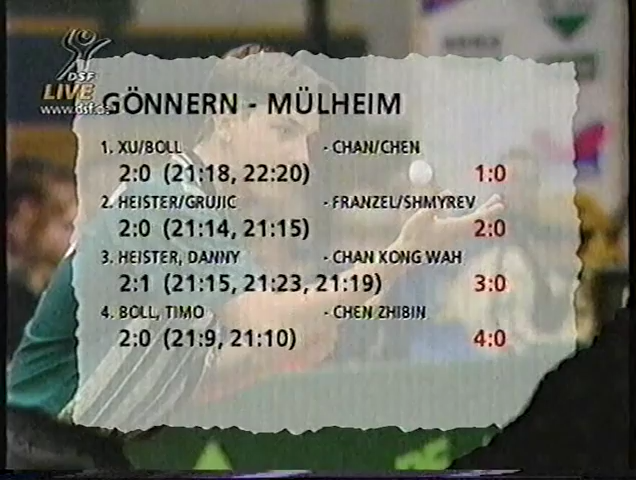 DSF
LIVE
www.dsf.de
GÖNNERN - MÜLHEIM
1. XU/BOLL - CHAN/CHEN
2:0 (21:18, 22:20) 1:0
2. HEISTER/GRUJIC - FRANZEL/SHMYREV
2:0 (21:14, 21:15) 2:0
3. HEISTER, DANNY - CHAN KONG WAH
2:1 (21:15, 21:23, 21:19) 3:0
4. BOLL, TIMO - CHEN ZHIBIN
2:0 (21:9, 21:10) 4:0